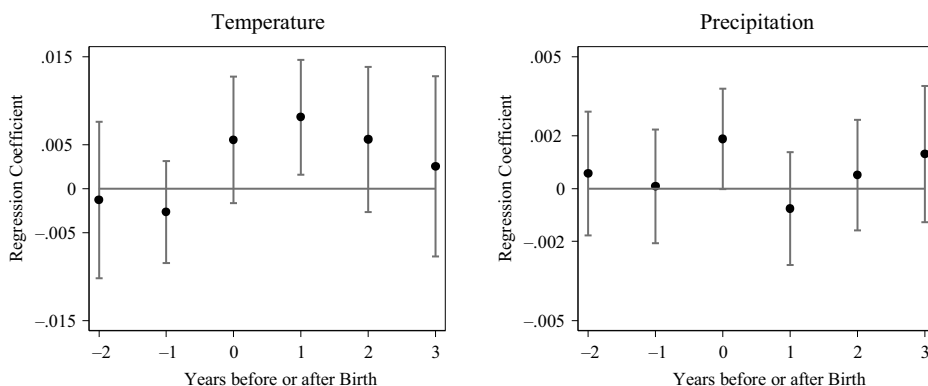 Temperature
.015
.005
0
–.005
–.015
Regression Coefficient
–2 –1 0 1 2 3
Years before or after Birth
Precipitation
.005
.002
0
–.002
–.005
Regression Coefficient
–2 –1 0 1 2 3
Years before or after Birth